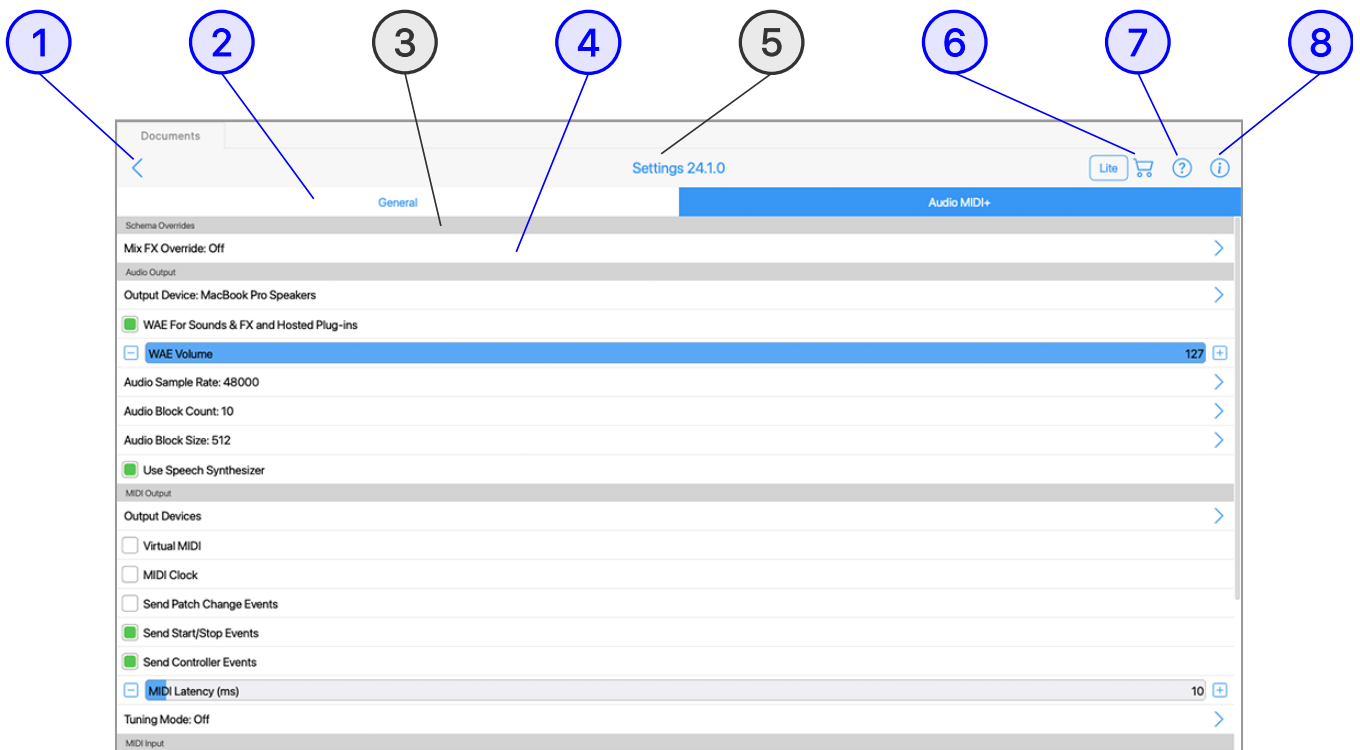 1 2 3 4 5 6 7 8
Documents
Settings 24.1.0 Lite ? i
General Audio MIDI+
Schema Overrides
Mix FX Override: Off
Audio Output
Output Device: MacBook Pro Speakers
WAE For Sounds & FX and Hosted Plug-ins
WAE Volume 127
Audio Sample Rate: 48000
Audio Block Count: 10
Audio Block Size: 512
Use Speech Synthesizer
MIDI Output
Output Devices
Virtual MIDI
MIDI Clock
Send Patch Change Events
Send Start/Stop Events
Send Controller Events
MIDI Latency (ms) 10
Tuning Mode: Off
MIDI Input